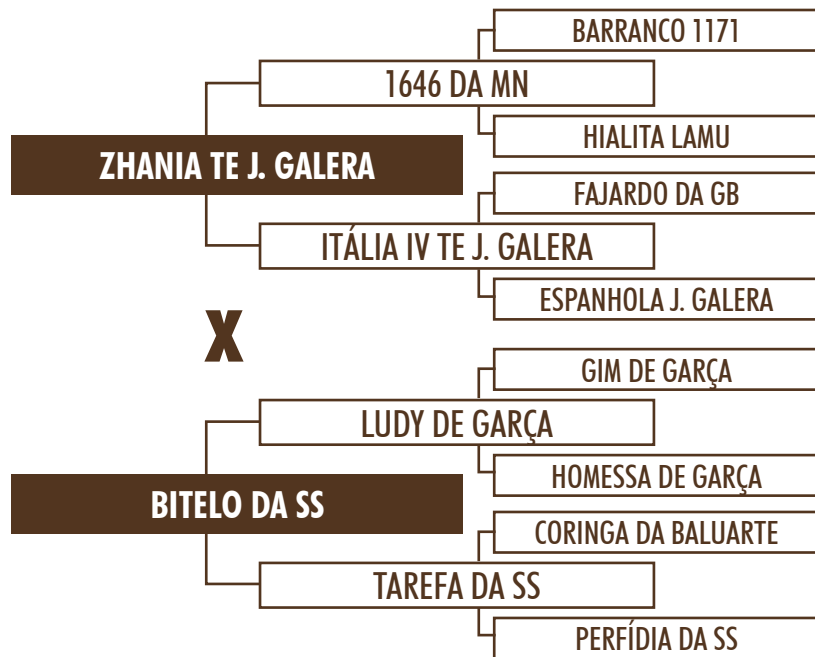 BARRANCO 1171
1646 DA MN
HIALITA LAMU
ZHANIA TE J. GALERA
FAJARDO DA GB
ITÁLIA IV TE J. GALERA
ESPANHOLA J. GALERA
X
GIM DE GARÇA
LUDY DE GARÇA
HOMESSA DE GARÇA
BITELO DA SS
CORINGA DA BALUARTE
TAREFA DA SS
PERFÍDIA DA SS